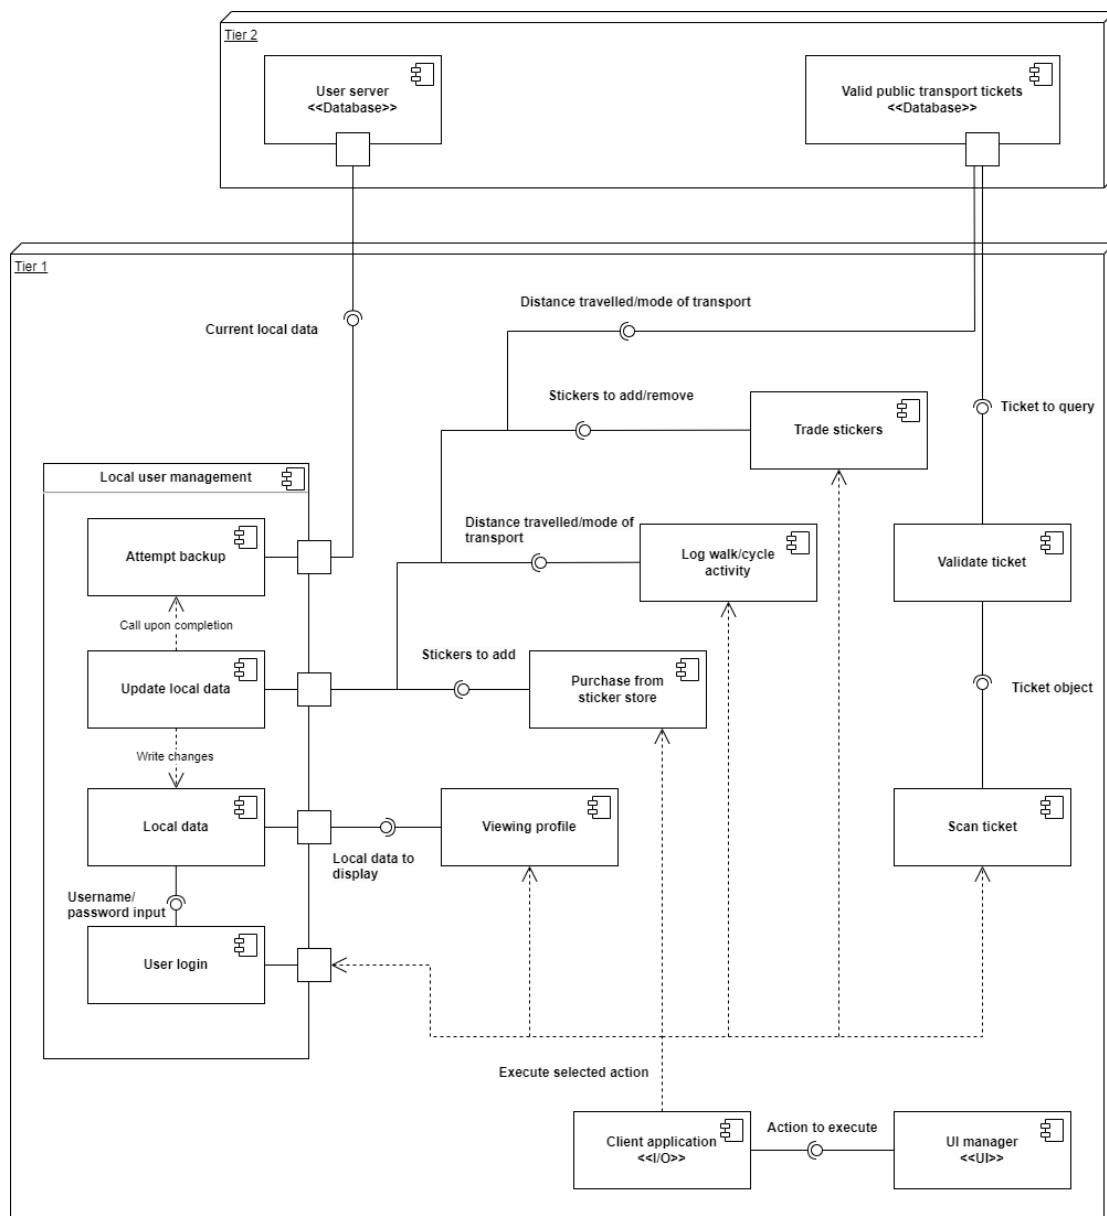 Tier 2
User server
<<Database>>
Valid public transport tickets
<<Database>>
Tier 1
Distance travelled/mode of transport
Current local data
Stickers to add/remove
Ticket to query
Trade stickers
Local user management
Distance travelled/mode of
transport
Attempt backup
Log walk/cycle
activity
Validate ticket
Call upon completion
Stickers to add
Update local data
Purchase from
sticker store
Ticket object
Write changes
Local data
Viewing profile
Scan ticket
Local data to
display
Username/
password input
User login
Execute selected action
Action to execute
Client application
<<I/O>>
UI manager
<<UI>>